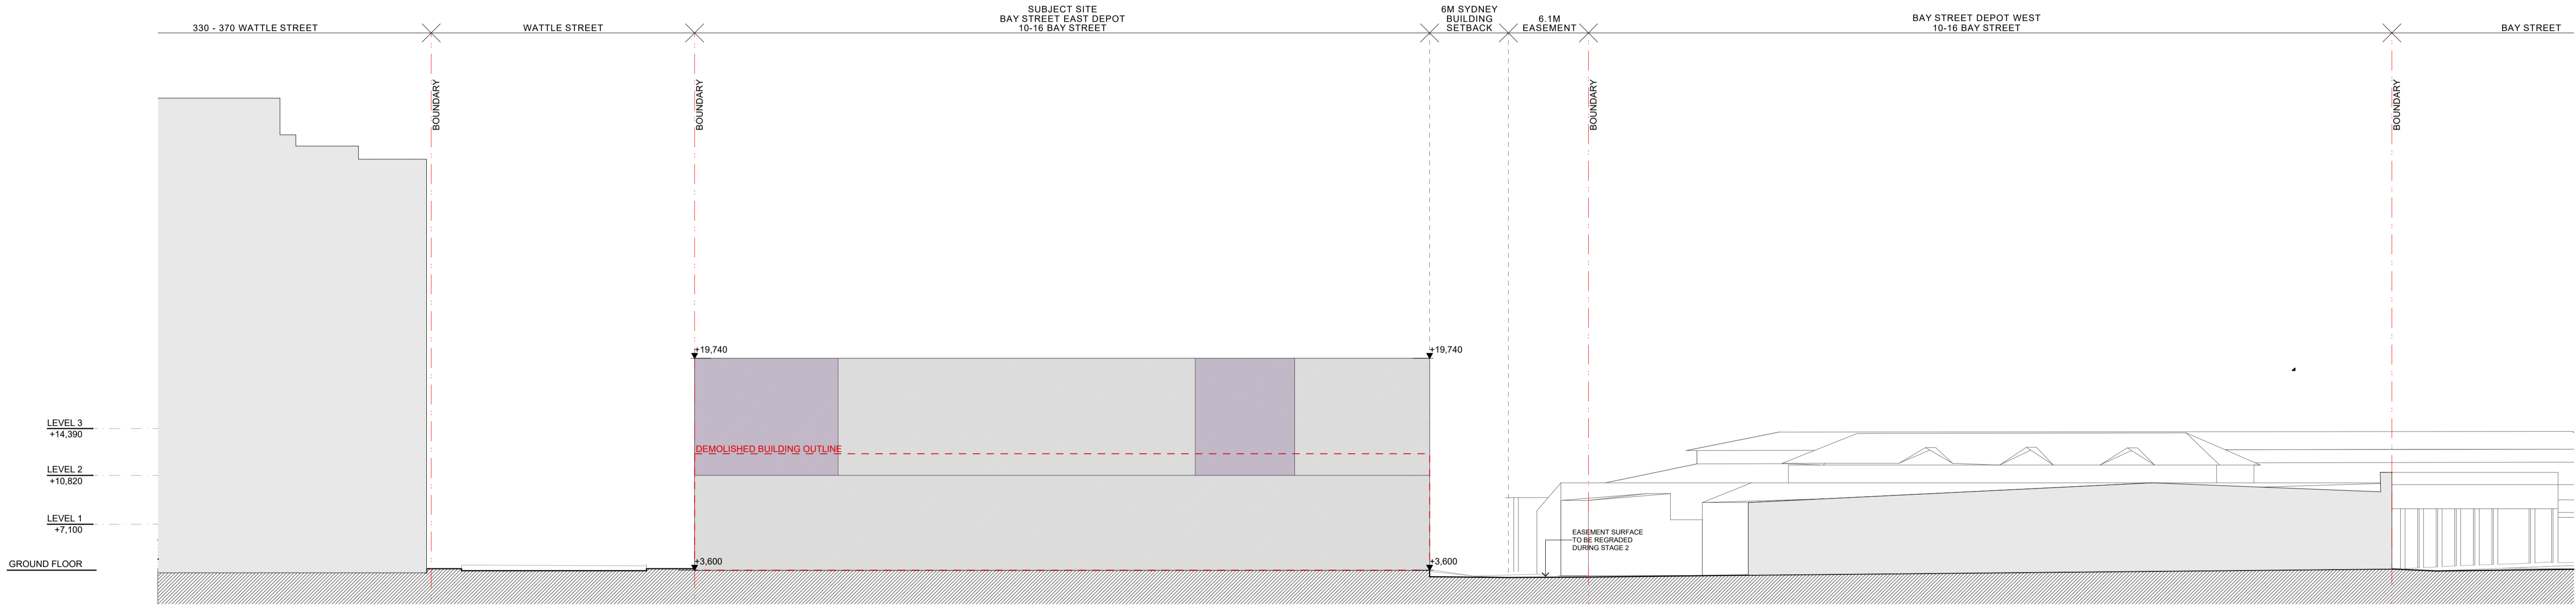 330 - 370 WATTLE STREET
WATTLE STREET
SUBJECT SITE
BAY STREET EAST DEPOT
10-16 BAY STREET
6M SYDNEY
BUILDING
SETBACK
6.1M
EASEMENT
BAY STREET DEPOT WEST
10-16 BAY STREET
BAY STREET
BOUNDARY
BOUNDARY
BOUNDARY
BOUNDARY
+19,740
+19,740
LEVEL 3
+14,390
DEMOLISHED BUILDING OUTLINE
LEVEL 2
+10,820
LEVEL 1
+7,100
EASEMENT SURFACE
TO BE REGRADED
DURING STAGE 2
GROUND FLOOR
+3,600
+3,600